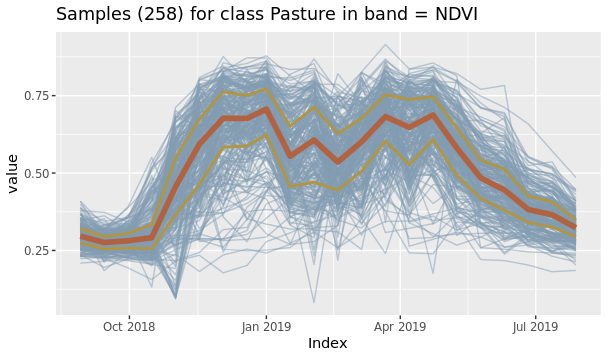 Samples (258) for class Pasture in band = NDVI
value
0.75
0.50
0.25
Oct 2018 Jan 2019 Apr 2019 Jul 2019
Index